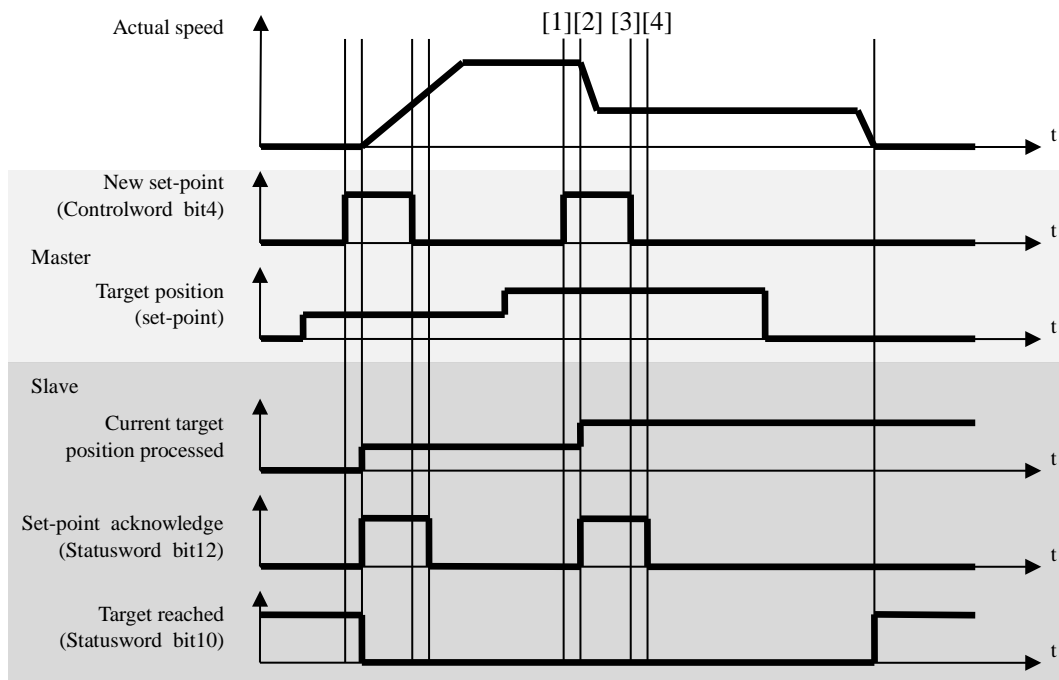 Actual speed
[1][2] [3][4]
t
New set-point
(Controlword bit4)
t
Master
Target position
(set-point)
t
Slave
Current target
position processed
t
Set-point acknowledge
(Statusword bit12)
t
Target reached
(Statusword bit10)
t